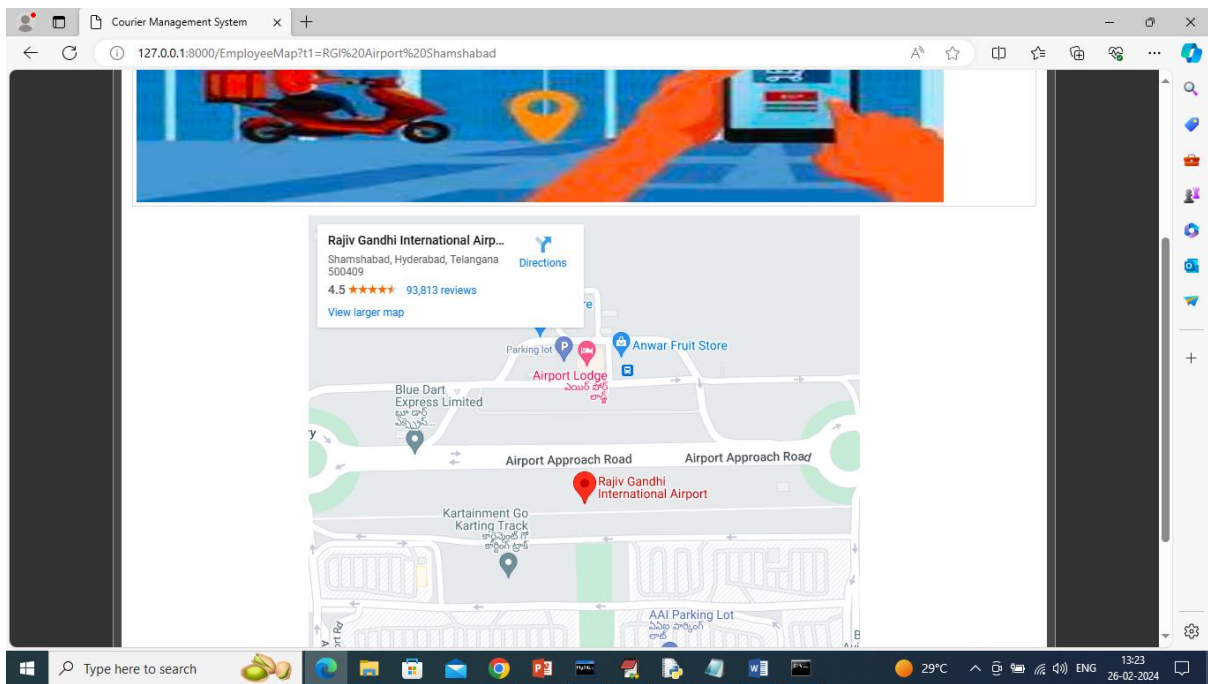 Courier Management System
127.0.0.1:8000/EmployeeMap?t1=RGI%20Airport%20Shamshabad
Rajiv Gandhi International Airp...
Directions
Shamshabad, Hyderabad, Telangana
500409
4.5
93,813 reviews
View larger map
Parking lot
P
Anwar Fruit Store
Airport Lodge
Blue Dart
Express Limited
బ్లూ డార్ట్
Airport Approach Road
Airport Approach Road
Rajiv Gandhi
International Airport
Kartainment Go
Karting Track
AAI Parking Lot
ఏఏఐ పార్కింగ్
లాట్
Type here to search
29°C
ENG
13:23
26-02-2024